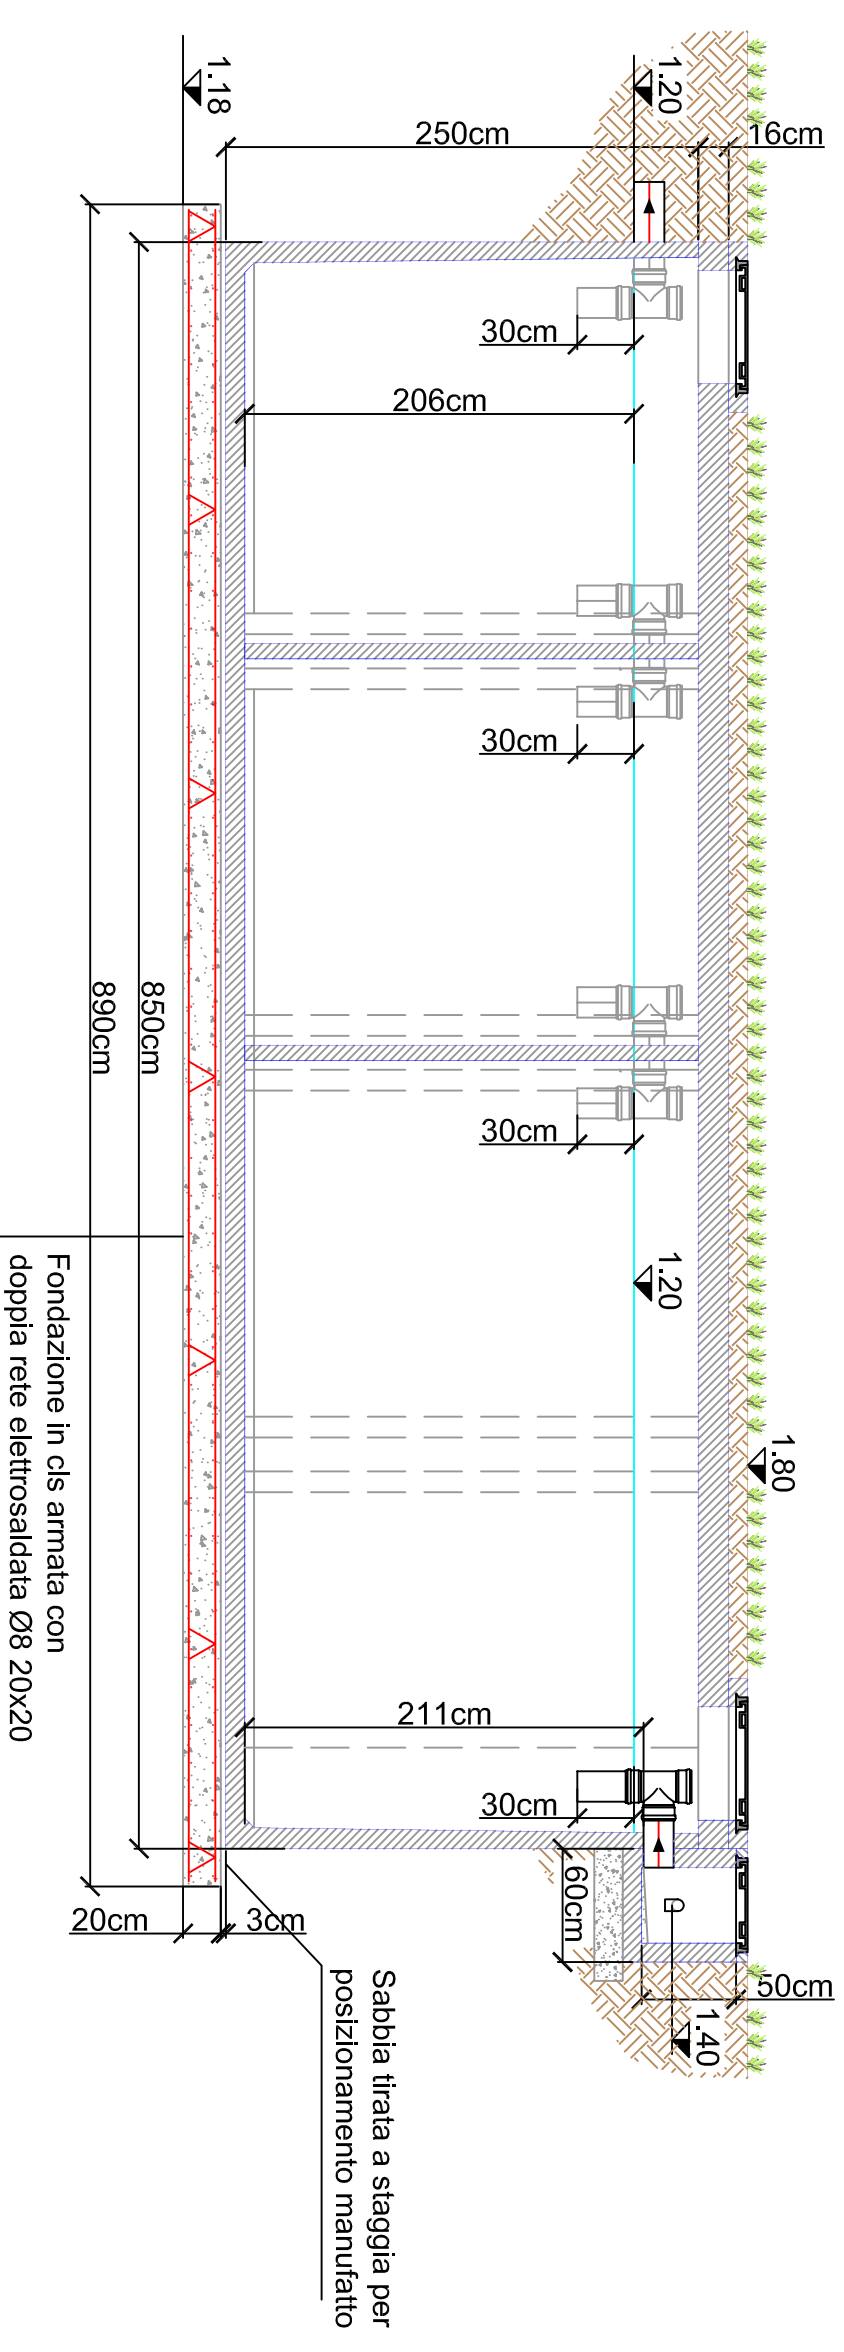 1.18
1.20
250cm
16cm
30cm
206cm
30cm
30cm
850cm
890cm
1.20
1.80
211cm
30cm
60cm
20cm
3cm
50cm
1.40
Fondazione in cls armata con
doppia rete elettrosaldata Ø8 20x20
Sabbia tirata a staggia per
posizionamento manufatto